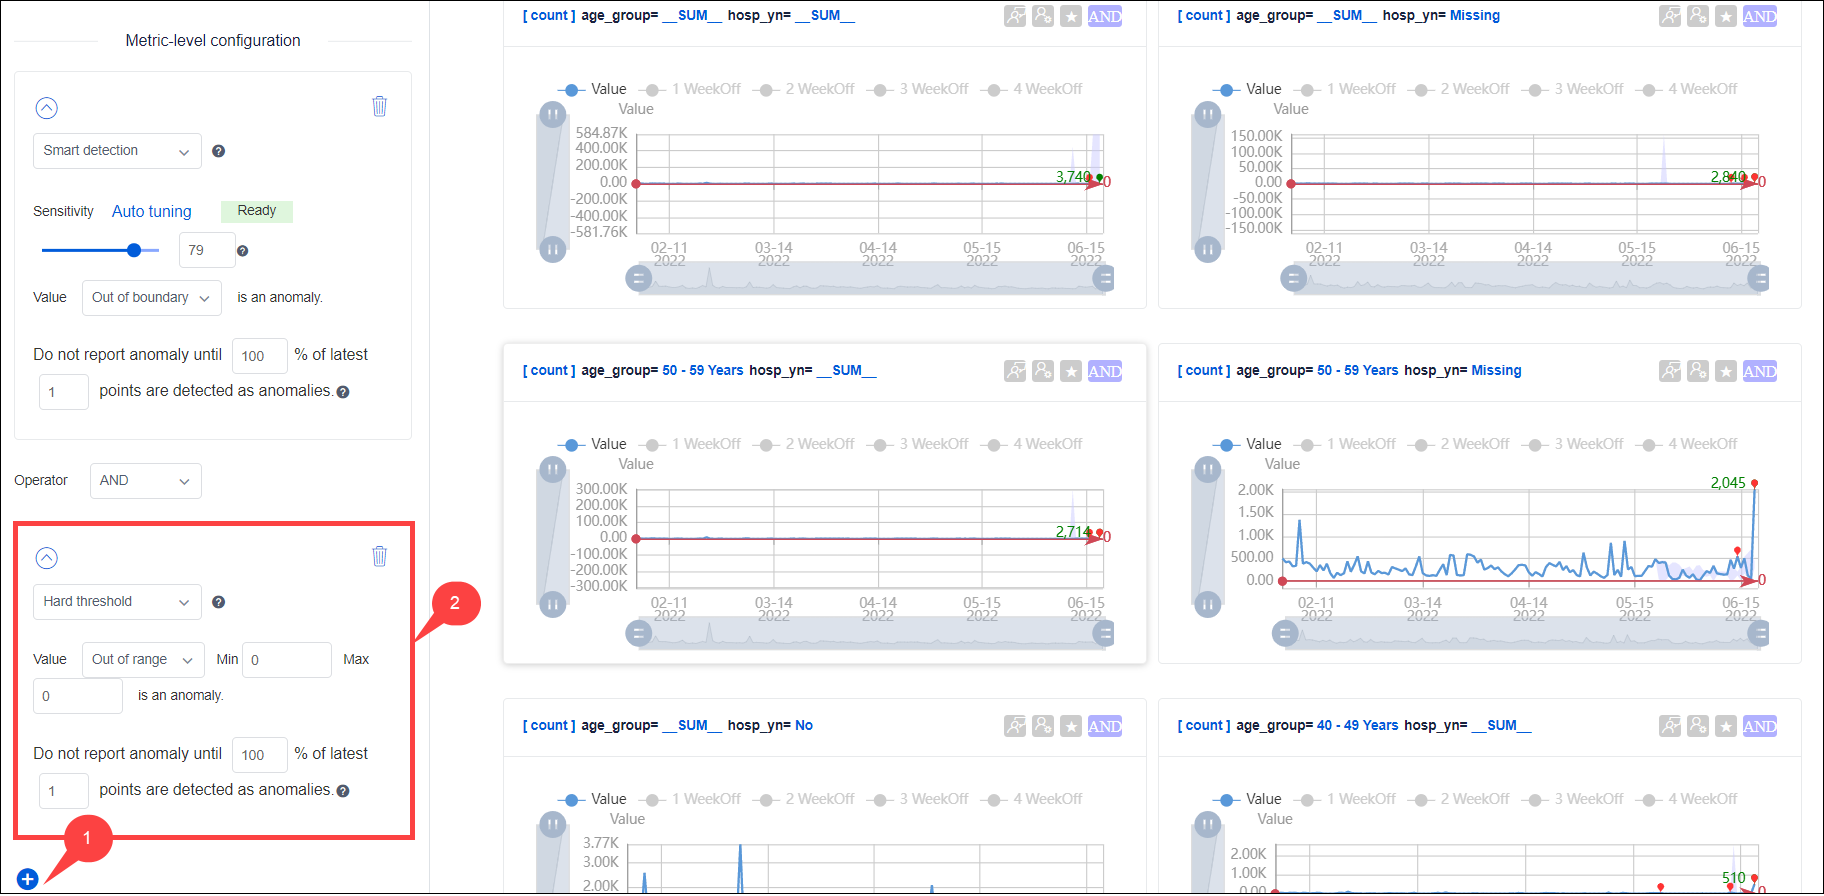 Metric-level configuration
Smart detection
Sensitivity Auto tuning Ready
79
Value Out of boundary is an anomaly.
Do not report anomaly until 100 % of latest
1 points are detected as anomalies.
Operator AND
Hard threshold
Value Out of range Min 0 Max
0 is an anomaly.
Do not report anomaly until 100 % of latest
1 points are detected as anomalies.
2
1
[ count ] age_group= __SUM__ hosp_yn= __SUM__ AND
Value 1 WeekOff 2 WeekOff 3 WeekOff 4 WeekOff
Value
584.87K
400.00K
200.00K
0.00
-200.00K
-400.00K
-581.76K
3,740
0
02-11 03-14 04-14 05-15 06-15
2022 2022 2022 2022 2022
[ count ] age_group= __SUM__ hosp_yn= Missing AND
Value 1 WeekOff 2 WeekOff 3 WeekOff 4 WeekOff
Value
150.00K
100.00K
50.00K
0.00
-50.00K
-100.00K
-150.00K
2,840
0
02-11 03-14 04-14 05-15 06-15
2022 2022 2022 2022 2022
[ count ] age_group= 50 - 59 Years hosp_yn= __SUM__ AND
Value 1 WeekOff 2 WeekOff 3 WeekOff 4 WeekOff
Value
300.00K
200.00K
100.00K
0.00
-100.00K
-200.00K
-300.00K
2,714
0
02-11 03-14 04-14 05-15 06-15
2022 2022 2022 2022 2022
[ count ] age_group= 50 - 59 Years hosp_yn= Missing AND
Value 1 WeekOff 2 WeekOff 3 WeekOff 4 WeekOff
Value
2.00K
1.50K
1.00K
500.00
0.00
2,045
0
02-11 03-14 04-14 05-15 06-15
2022 2022 2022 2022 2022
[ count ] age_group= __SUM__ hosp_yn= No AND
Value 1 WeekOff 2 WeekOff 3 WeekOff 4 WeekOff
Value
3.77K
3.00K
2.00K
[ count ] age_group= 40 - 49 Years hosp_yn= __SUM__ AND
Value 1 WeekOff 2 WeekOff 3 WeekOff 4 WeekOff
Value
2.00K
1.00K
0.00
510
0